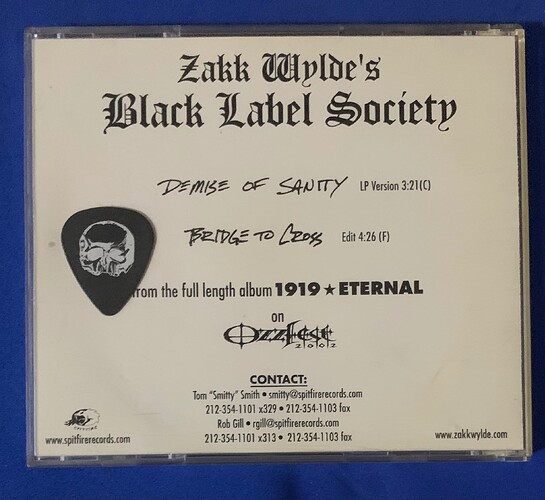 Zakk Wylde's
Black Label Society
DEMISE OF SANITY LP Version 3:21(C)
BRIDGE TO CROSS Edit 4:26 (F)
from the full length album 1919 ★ ETERNAL
on
Ozzfest
2002
CONTACT:
Tom "Smitty" Smith • smitty@spitfirerecords.com
212-354-1101 x329 • 212-354-1103 fax
Rob Gill • rgill@spitfirerecords.com
212-354-1101 x313 • 212-354-1103 fax
SPITFIRE
www.spitfirerecords.com
www.zakkwylde.com